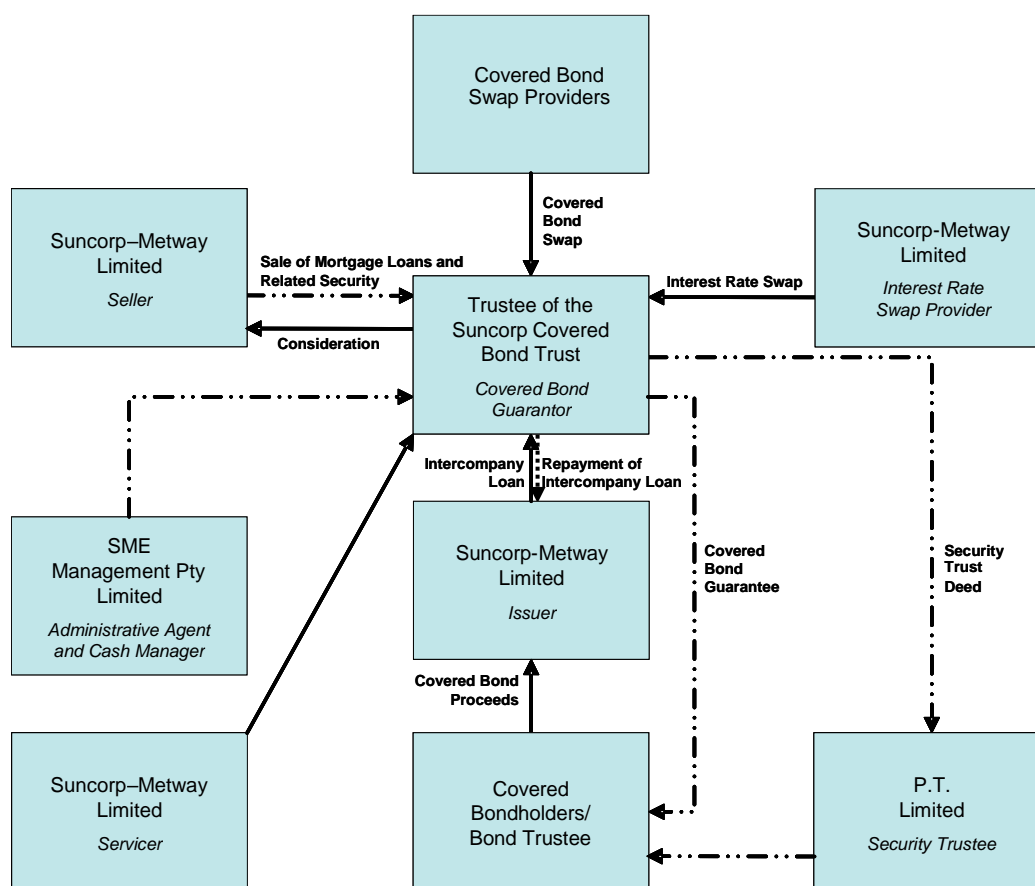 Covered Bond
Swap Providers
Covered
Bond
Swap
Suncorp–Metway
Limited
Seller
Sale of Mortgage Loans and
Related Security
Consideration
Trustee of the
Suncorp Covered
Bond Trust
Covered Bond
Guarantor
Interest Rate Swap
Suncorp-Metway
Limited
Interest Rate
Swap Provider
Intercompany
Loan
Repayment of
Intercompany Loan
SME
Management Pty
Limited
Administrative Agent
and Cash Manager
Suncorp-Metway
Limited
Issuer
Covered
Bond
Guarantee
Security
Trust
Deed
Covered Bond
Proceeds
Suncorp–Metway
Limited
Servicer
Covered
Bondholders/
Bond Trustee
P.T.
Limited
Security Trustee